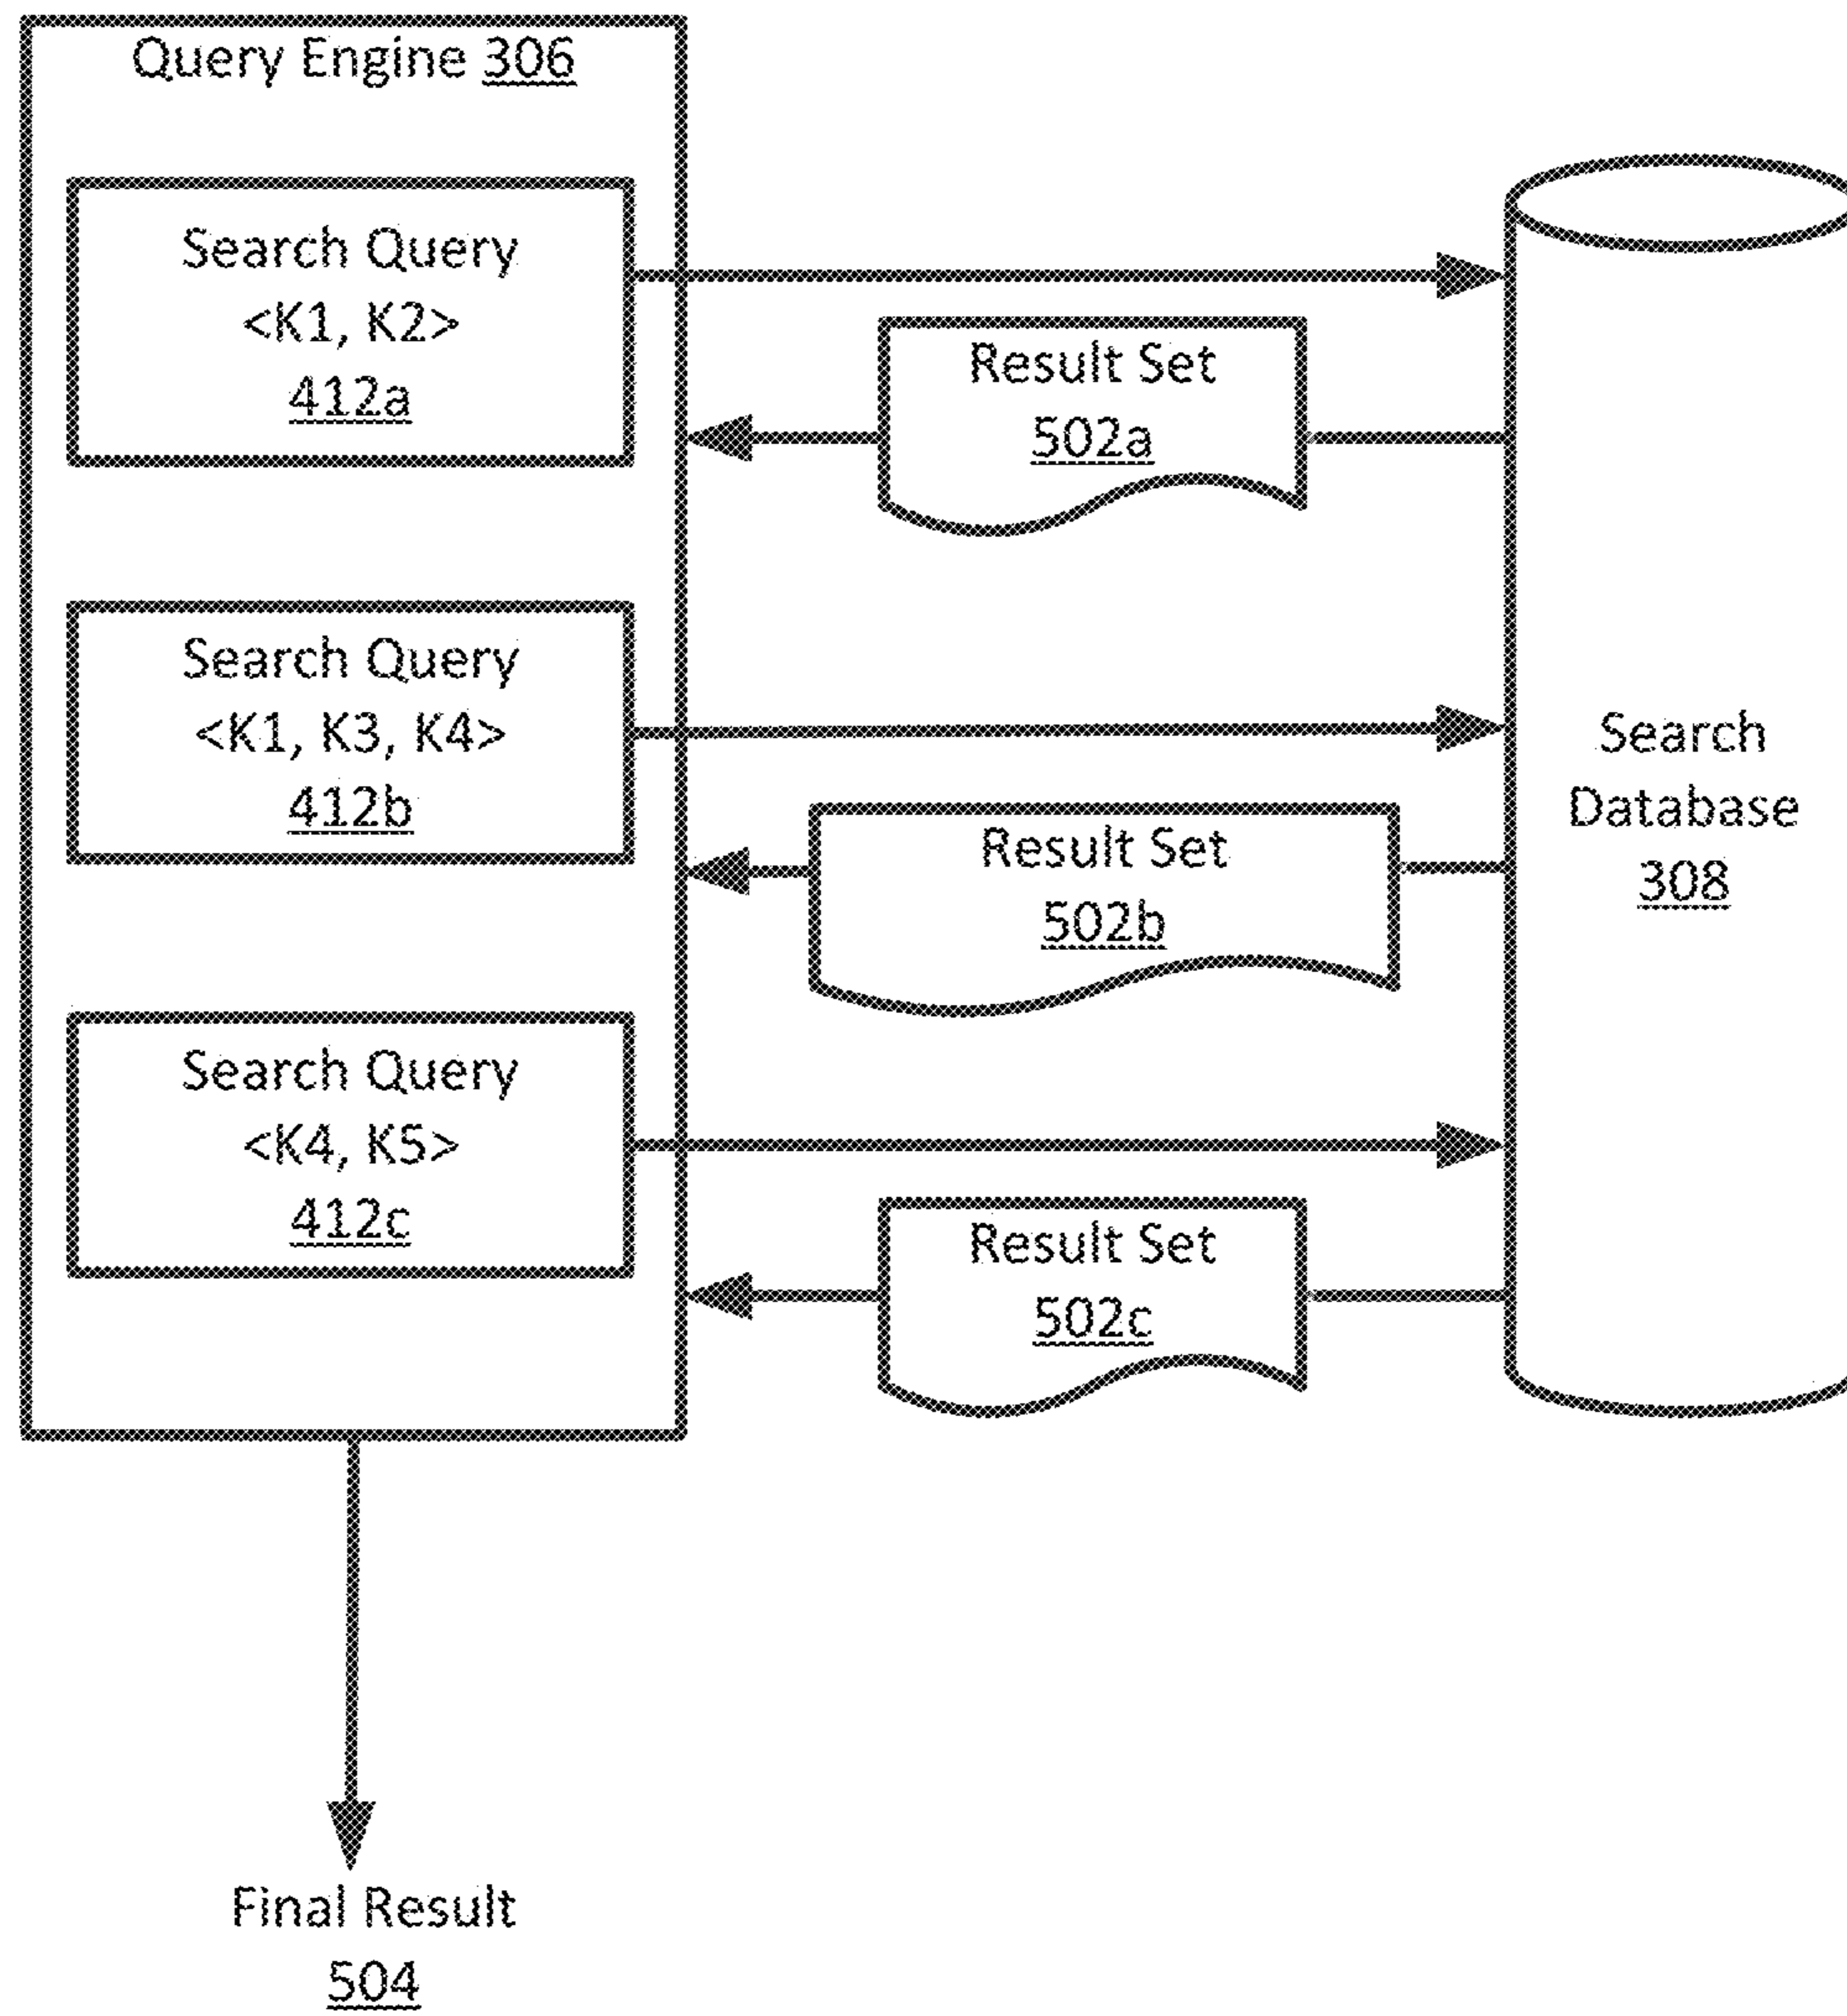 Query Engine 306
Search Query
<K1, K2>
412a
Result Set
502a
Search Query
<K1, K3, K4>
412b
Result Set
502b
Search Query
<K4, K5>
412c
Result Set
502c
Search
Database
308
Final Result
504